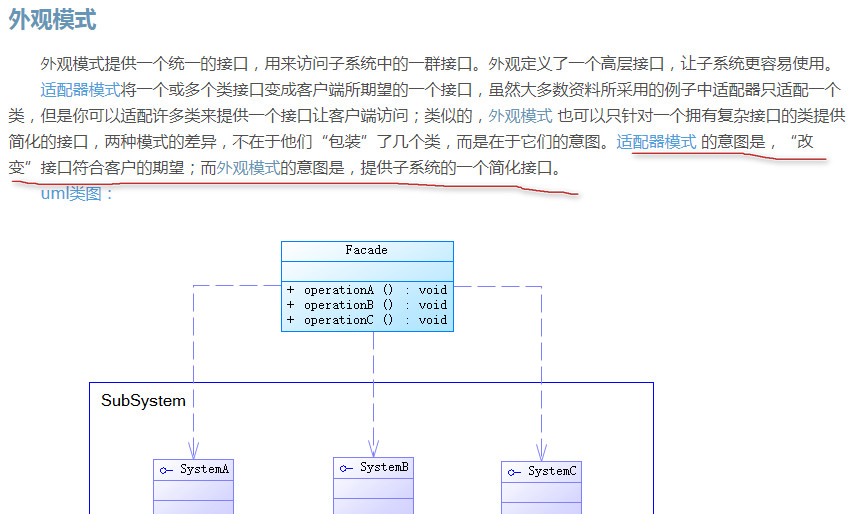 外观模式
外观模式提供一个统一的接口，用来访问子系统中的一群接口。外观定义了一个高层接口，让子系统更容易使用。
适配器模式将一个或多个类接口变成客户端所期望的一个接口，虽然大多数资料所采用的例子中适配器只适配一个
类，但是你可以适配许多类来提供一个接口让客户端访问；类似的，外观模式 也可以只针对一个拥有复杂接口的类提供
简化的接口，两种模式的差异，不在于他们“包装”了几个类，而是在于它们的意图。适配器模式 的意图是，“改
变”接口符合客户的期望；而外观模式的意图是，提供子系统的一个简化接口。
uml类图：
Facade
+ operationA () : void
+ operationB () : void
+ operationC () : void
SubSystem
SystemA
SystemB
SystemC